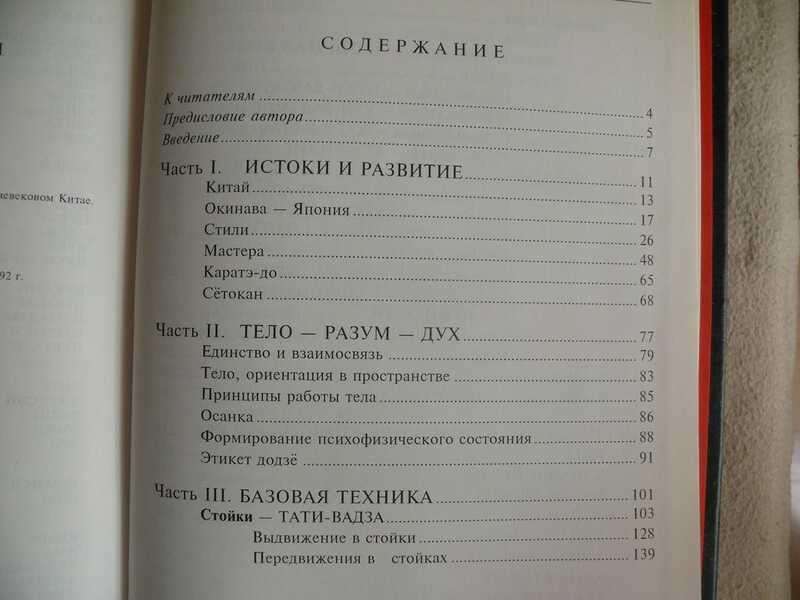 невековом Китае.
92 г.
СОДЕРЖАНИЕ
К читателям 4
Предисловие автора 5
Введение 7
Часть I. ИСТОКИ И РАЗВИТИЕ 11
Китай 13
Окинава — Япония 17
Стили 26
Мастера 48
Каратэ-до 65
Сётокан 68
Часть II. ТЕЛО — РАЗУМ — ДУХ 77
Единство и взаимосвязь 79
Тело, ориентация в пространстве 83
Принципы работы тела 85
Осанка 86
Формирование психофизического состояния 88
Этикет додзё 91
Часть III. БАЗОВАЯ ТЕХНИКА 101
Стойки — ТАТИ-ВАДЗА 103
Выдвижение в стойки 128
Передвижения в стойках 139